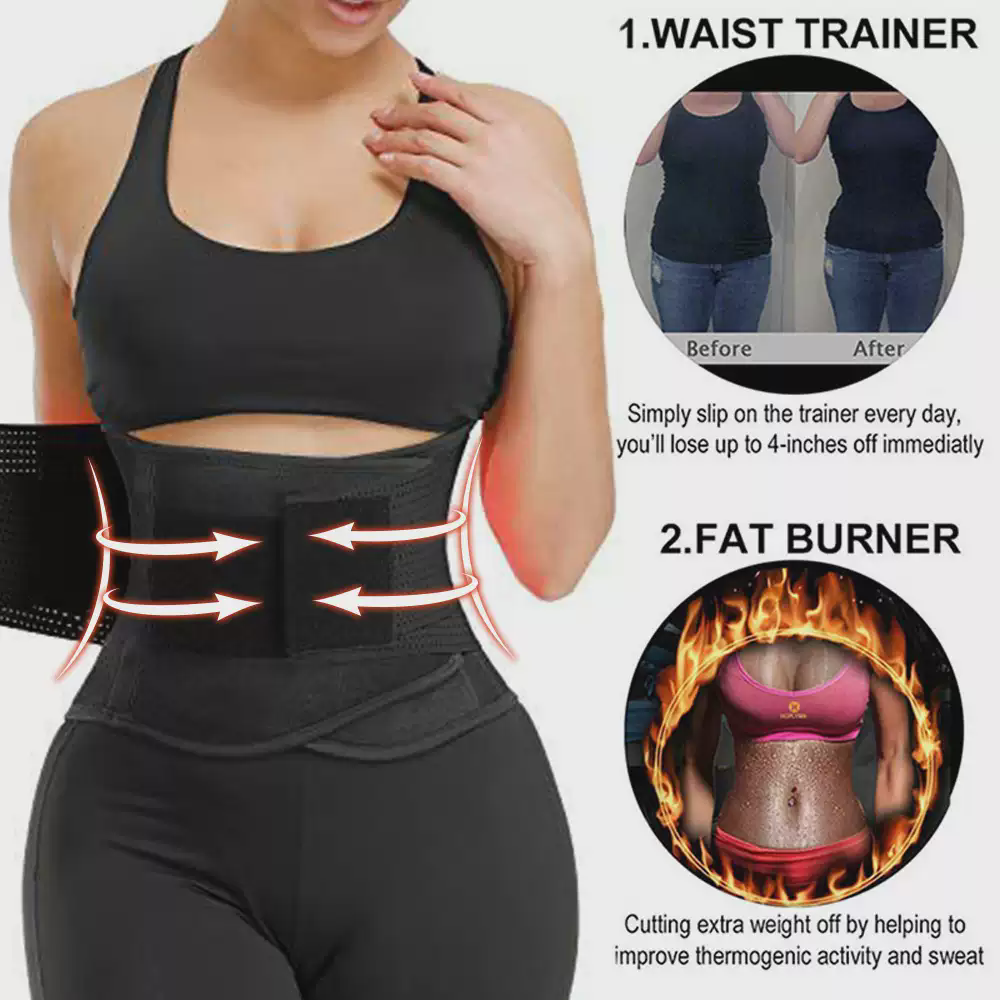 1.WAIST TRAINER
Before
After
Simply slip on the trainer every day,
you'll lose up to 4-inches off immediatly
2.FAT BURNER
Cutting extra weight off by helping to
improve thermogenic activity and sweat